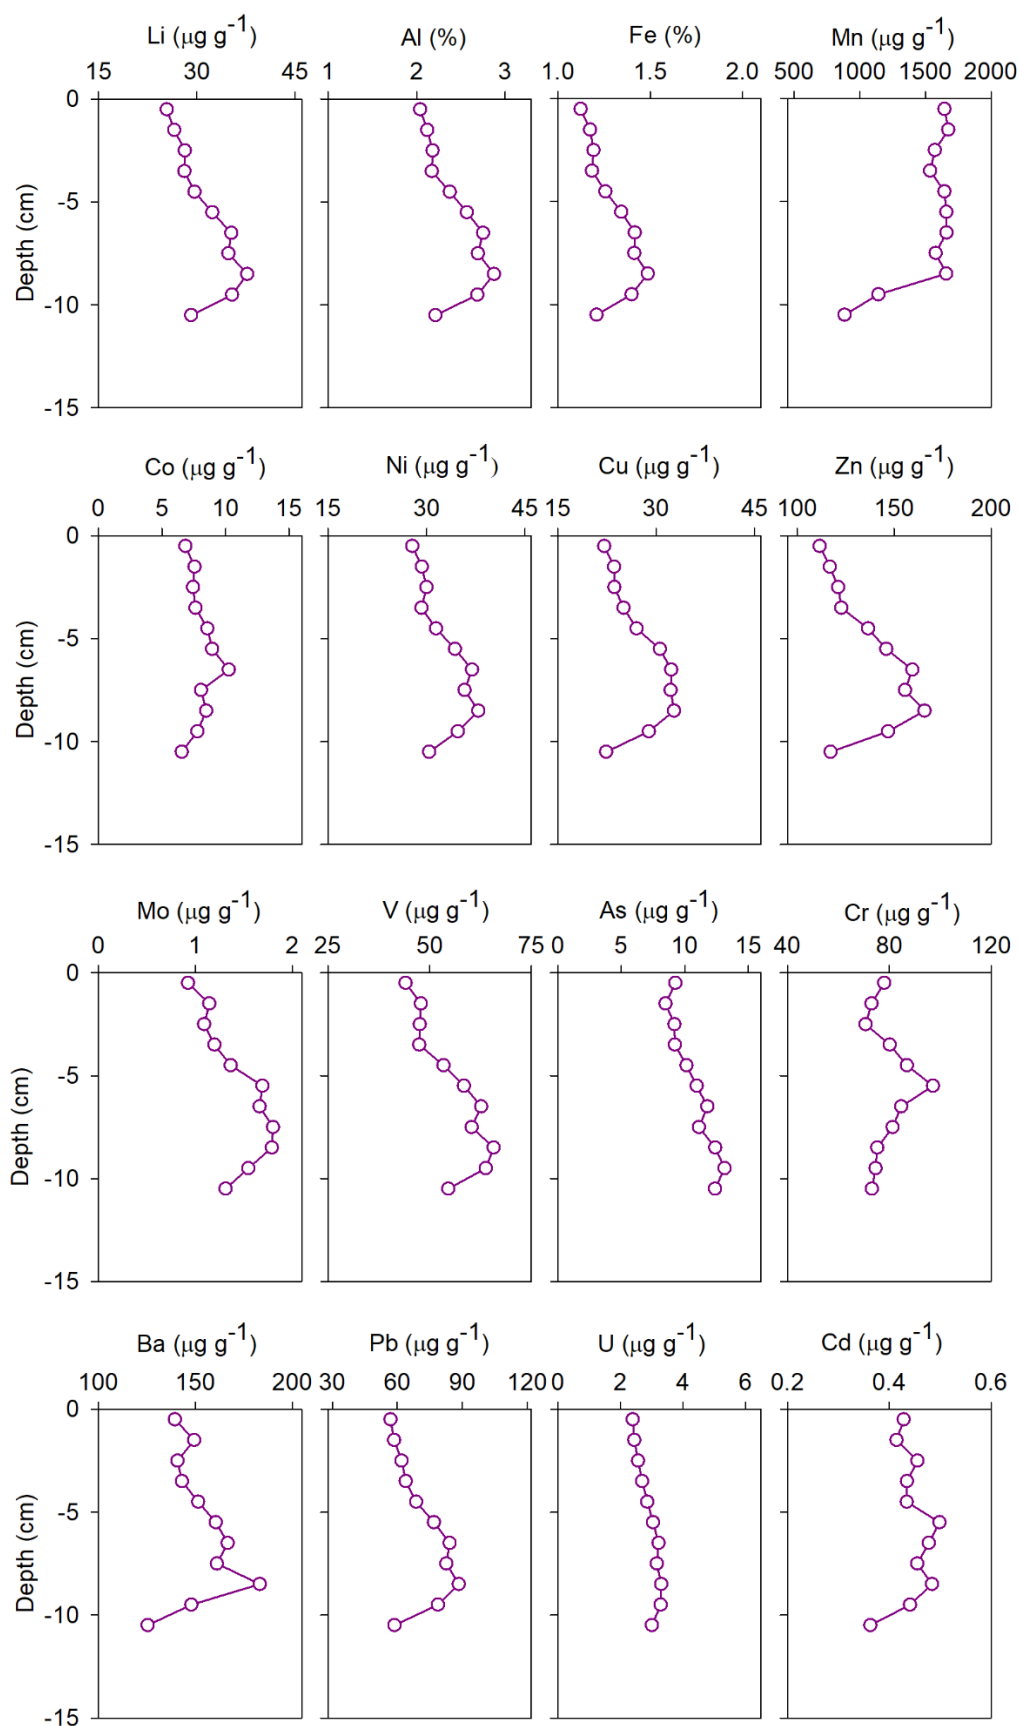 Li (µg g-1) Al (%) Fe (%) Mn (µg g-1)
15 30 45 1 2 3 1.0 1.5 2.0 500 1000 1500 2000
0
-5
-10
-15
Depth (cm)
Co (µg g-1) Ni (µg g-1) Cu (µg g-1) Zn (µg g-1)
0 5 10 15 15 30 45 15 30 45 100 150 200
0
-5
-10
-15
Depth (cm)
Mo (µg g-1) V (µg g-1) As (µg g-1) Cr (µg g-1)
0 1 2 25 50 75 0 5 10 15 40 80 120
0
-5
-10
-15
Depth (cm)
Ba (µg g-1) Pb (µg g-1) U (µg g-1) Cd (µg g-1)
100 150 200 30 60 90 120 0 2 4 6 0.2 0.4 0.6
0
-5
-10
-15
Depth (cm)